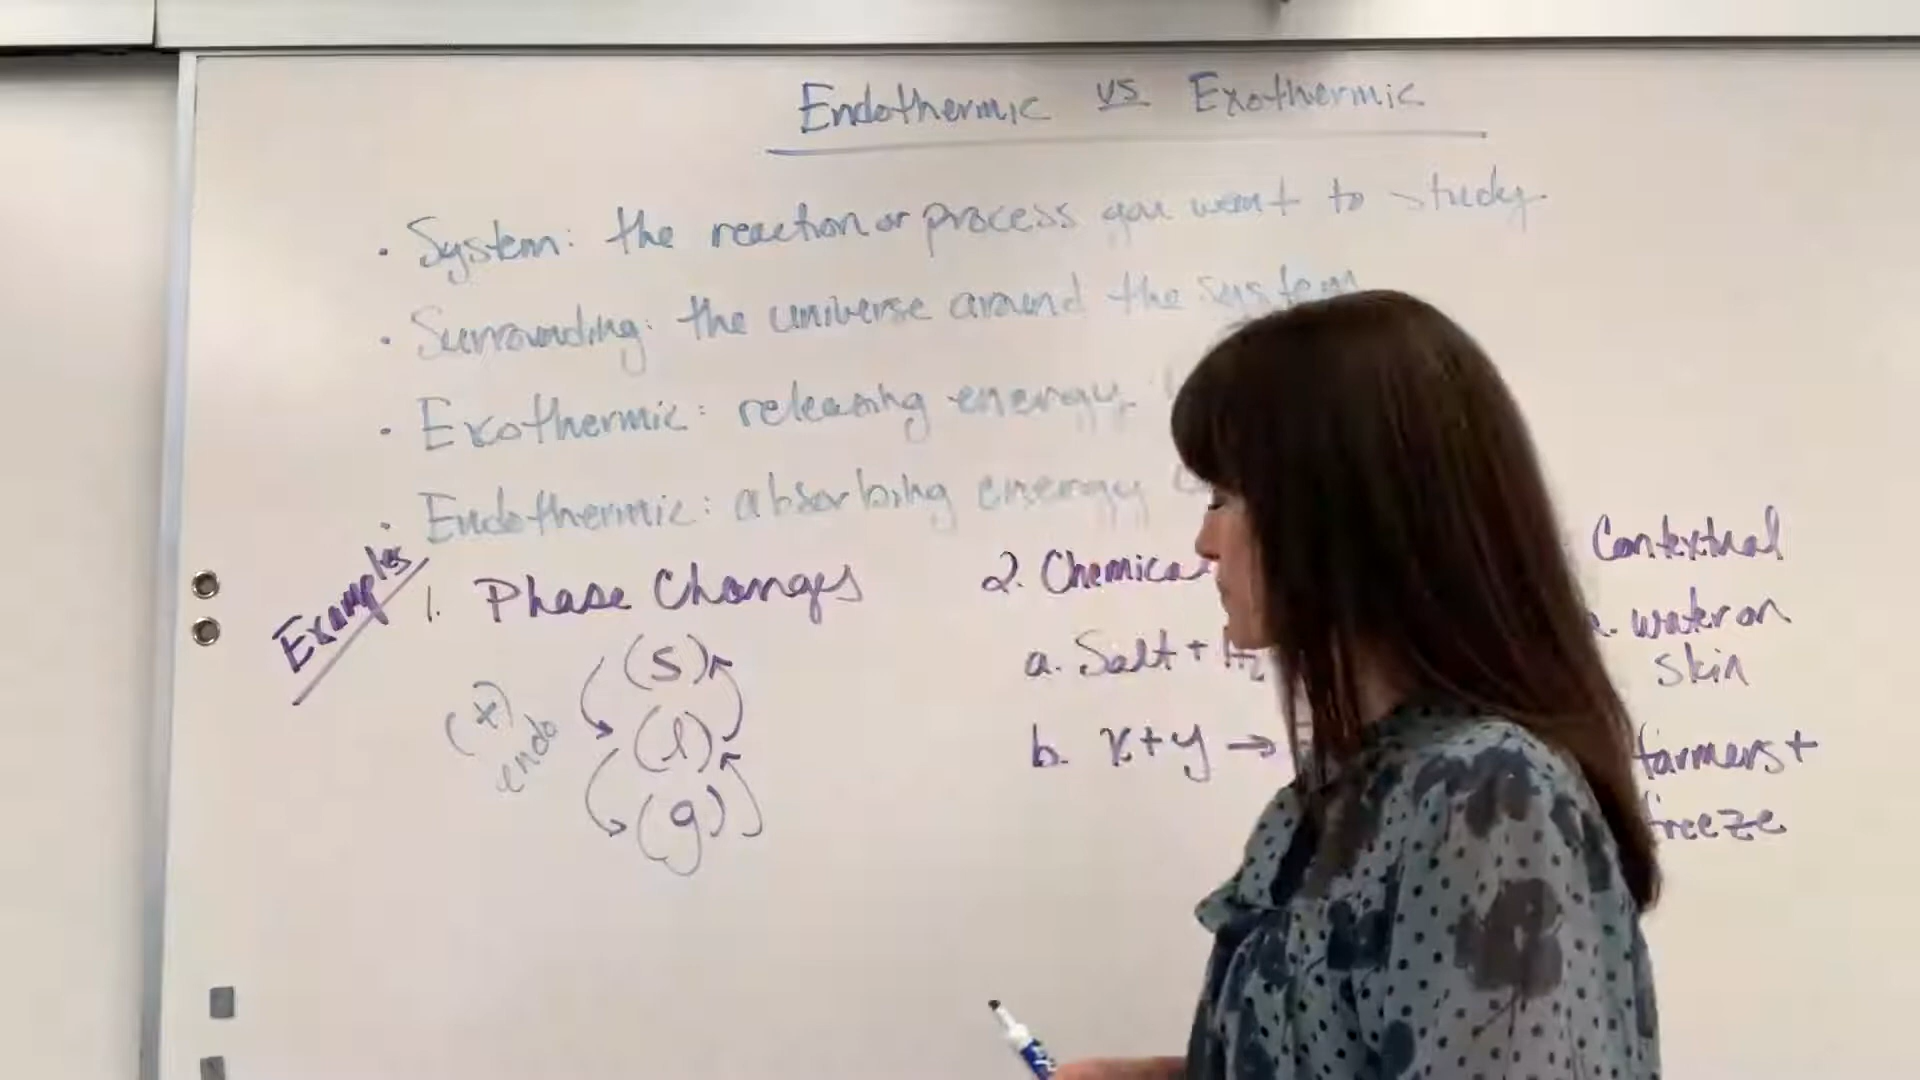 Endothermic vs Exothermic
• System: the reaction or process you want to study.
• Surrounding: the universe around the system
• Exothermic: releasing energy
• Endothermic: absorbing energy
Examples
1. Phase Changes
(s)
(l)
(g)
(+)
endo
2. Chemical
a. Salt + H2
b. x+y →
Contextual
water on
skin
farmers +
freeze